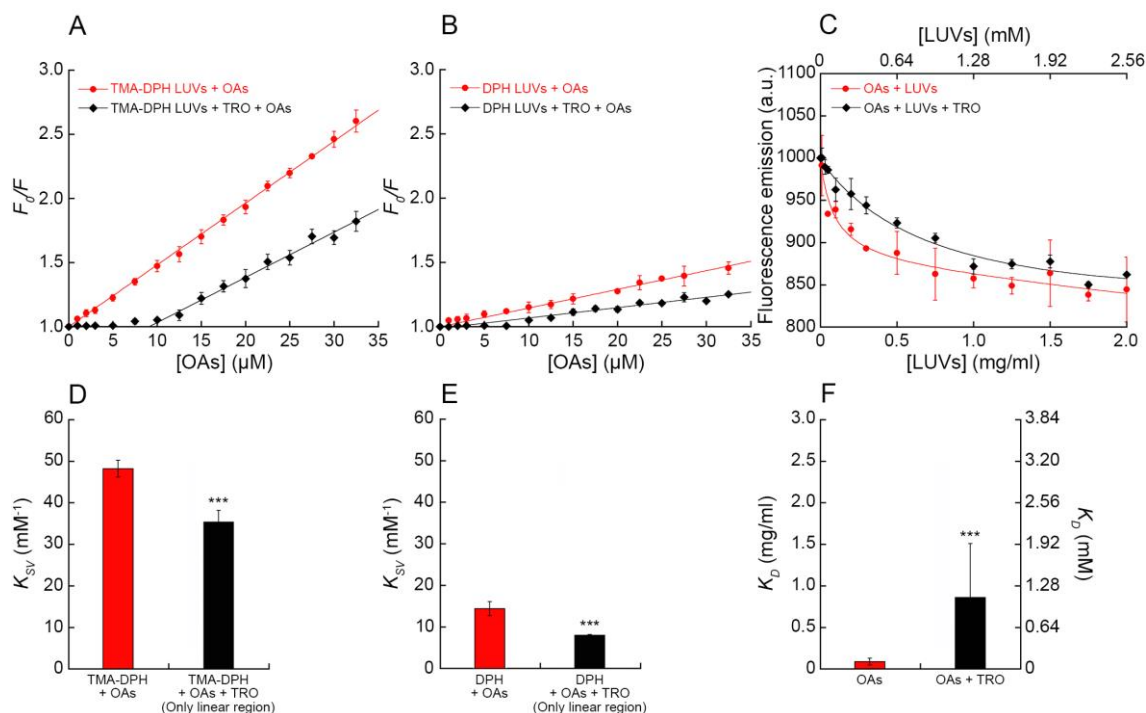 A
3.0
TMA-DPH LUVs + OAs
TMA-DPH LUVs + TRO + OAs
2.5
2.0
1.5
1.0
F₀/F
0 5 10 15 20 25 30 35
[OAs] (µM)
B
3.0
DPH LUVs + OAs
DPH LUVs + TRO + OAs
2.5
2.0
1.5
1.0
F₀/F
0 5 10 15 20 25 30 35
[OAs] (µM)
C
[LUVs] (mM)
0 0.64 1.28 1.92 2.56
1100
OAs + LUVs
OAs + LUVs + TRO
1050
1000
950
900
850
800
Fluorescence emission (a.u.)
0 0.5 1.0 1.5 2.0
[LUVs] (mg/ml)
D
60
50
40
30
20
10
0
K_SV (mM⁻¹)
***
TMA-DPH
+ OAs
TMA-DPH
+ OAs + TRO
(Only linear region)
E
60
50
40
30
20
10
0
K_SV (mM⁻¹)
***
DPH
+ OAs
DPH
+ OAs + TRO
(Only linear region)
F
3.0
2.5
2.0
1.5
1.0
0.5
0
K_D (mg/ml)
***
OAs
OAs + TRO
3.84
3.20
2.56
1.92
1.28
0.64
0
K_D (mM)